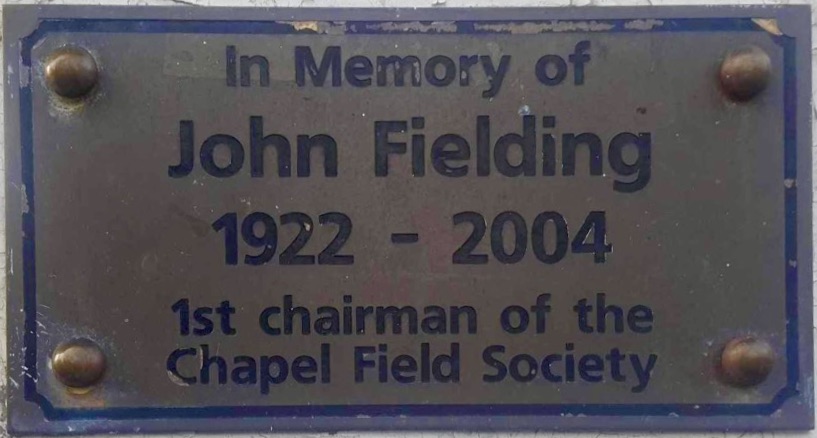 In Memory of
John Fielding
1922 - 2004
1st chairman of the
Chapel Field Society